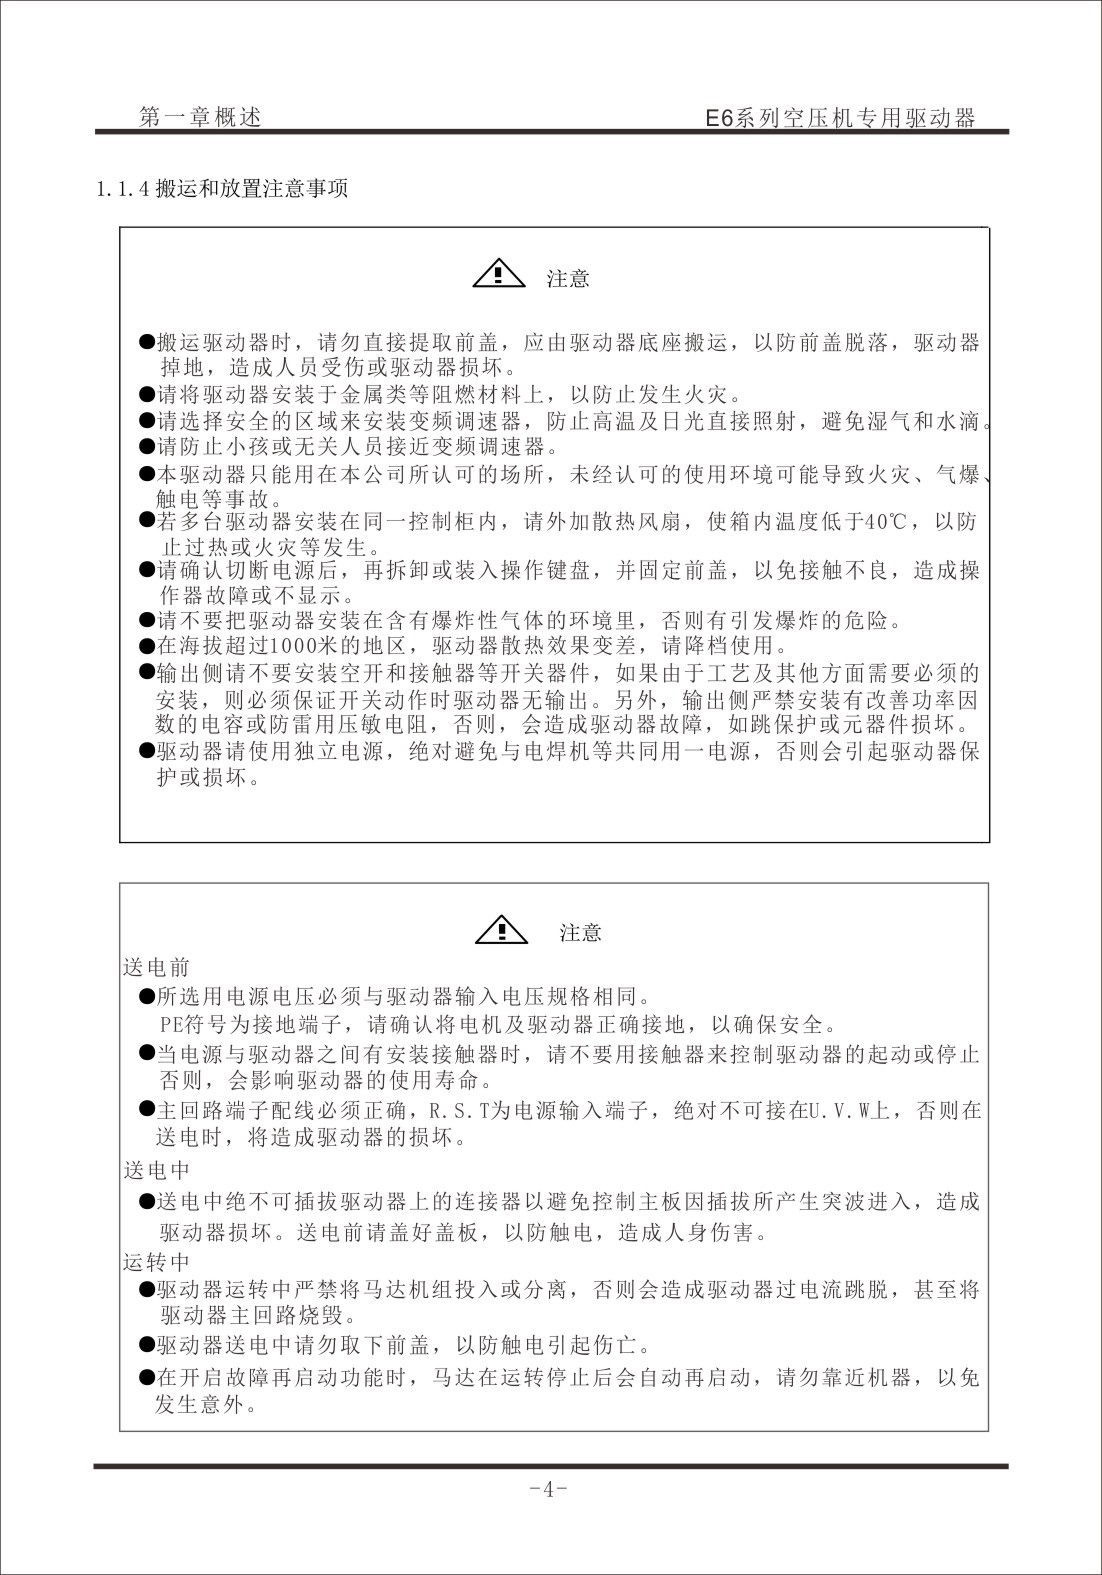 第一章概述
E6系列空压机专用驱动器
1.1.4 搬运和放置注意事项
注意
●搬运驱动器时，请勿直接提取前盖，应由驱动器底座搬运，以防前盖脱落，驱动器
掉地，造成人员受伤或驱动器损坏。
●请将驱动器安装于金属类等阻燃材料上，以防止发生火灾。
●请选择安全的区域来安装变频调速器，防止高温及日光直接照射，避免湿气和水滴。
●请防止小孩或无关人员接近变频调速器。
●本驱动器只能用在本公司所认可的场所，未经认可的使用环境可能导致火灾、气爆、
触电等事故。
●若多台驱动器安装在同一控制柜内，请外加散热风扇，使箱内温度低于40℃，以防
止过热或火灾等发生。
●请确认切断电源后，再拆卸或装入操作键盘，并固定前盖，以免接触不良，造成操
作器故障或不显示。
●请不要把驱动器安装在含有爆炸性气体的环境里，否则有引发爆炸的危险。
●在海拔超过1000米的地区，驱动器散热效果变差，请降档使用。
●输出侧请不要安装空开和接触器等开关器件，如果由于工艺及其他方面需要必须的
安装，则必须保证开关动作时驱动器无输出。另外，输出侧严禁安装有改善功率因
数的电容或防雷用压敏电阻，否则，会造成驱动器故障，如跳保护或元器件损坏。
●驱动器请使用独立电源，绝对避免与电焊机等共同用一电源，否则会引起驱动器保
护或损坏。
注意
送电前
●所选用电源电压必须与驱动器输入电压规格相同。
PE符号为接地端子，请确认将电机及驱动器正确接地，以确保安全。
●当电源与驱动器之间有安装接触器时，请不要用接触器来控制驱动器的起动或停止
否则，会影响驱动器的使用寿命。
●主回路端子配线必须正确，R.S.T为电源输入端子，绝对不可接在U.V.W上，否则在
送电时，将造成驱动器的损坏。
送电中
●送电中绝不可插拔驱动器上的连接器以避免控制主板因插拔所产生突波进入，造成
驱动器损坏。送电前请盖好盖板，以防触电，造成人身伤害。
运转中
●驱动器运转中严禁将马达机组投入或分离，否则会造成驱动器过电流跳脱，甚至将
驱动器主回路烧毁。
●驱动器送电中请勿取下前盖，以防触电引起伤亡。
●在开启故障再启动功能时，马达在运转停止后会自动再启动，请勿靠近机器，以免
发生意外。
-4-